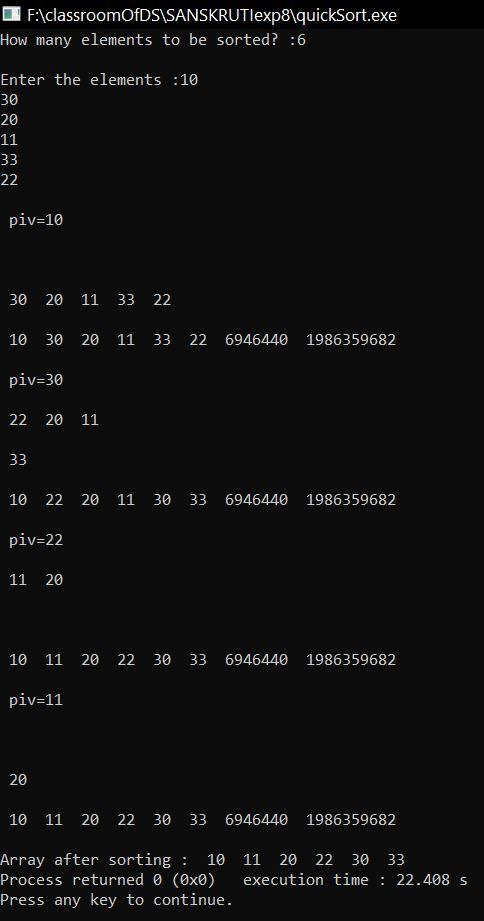 F:\classroomOfDS\SANSKRUTIexp8\quickSort.exe
How many elements to be sorted? :6
Enter the elements :10
30
20
11
33
22
piv=10
30 20 11 33 22
10 30 20 11 33 22 6946440 1986359682
piv=30
22 20 11
33
10 22 20 11 30 33 6946440 1986359682
piv=22
11 20
10 11 20 22 30 33 6946440 1986359682
piv=11
20
10 11 20 22 30 33 6946440 1986359682
Array after sorting : 10 11 20 22 30 33
Process returned 0 (0x0) execution time : 22.408 s
Press any key to continue.